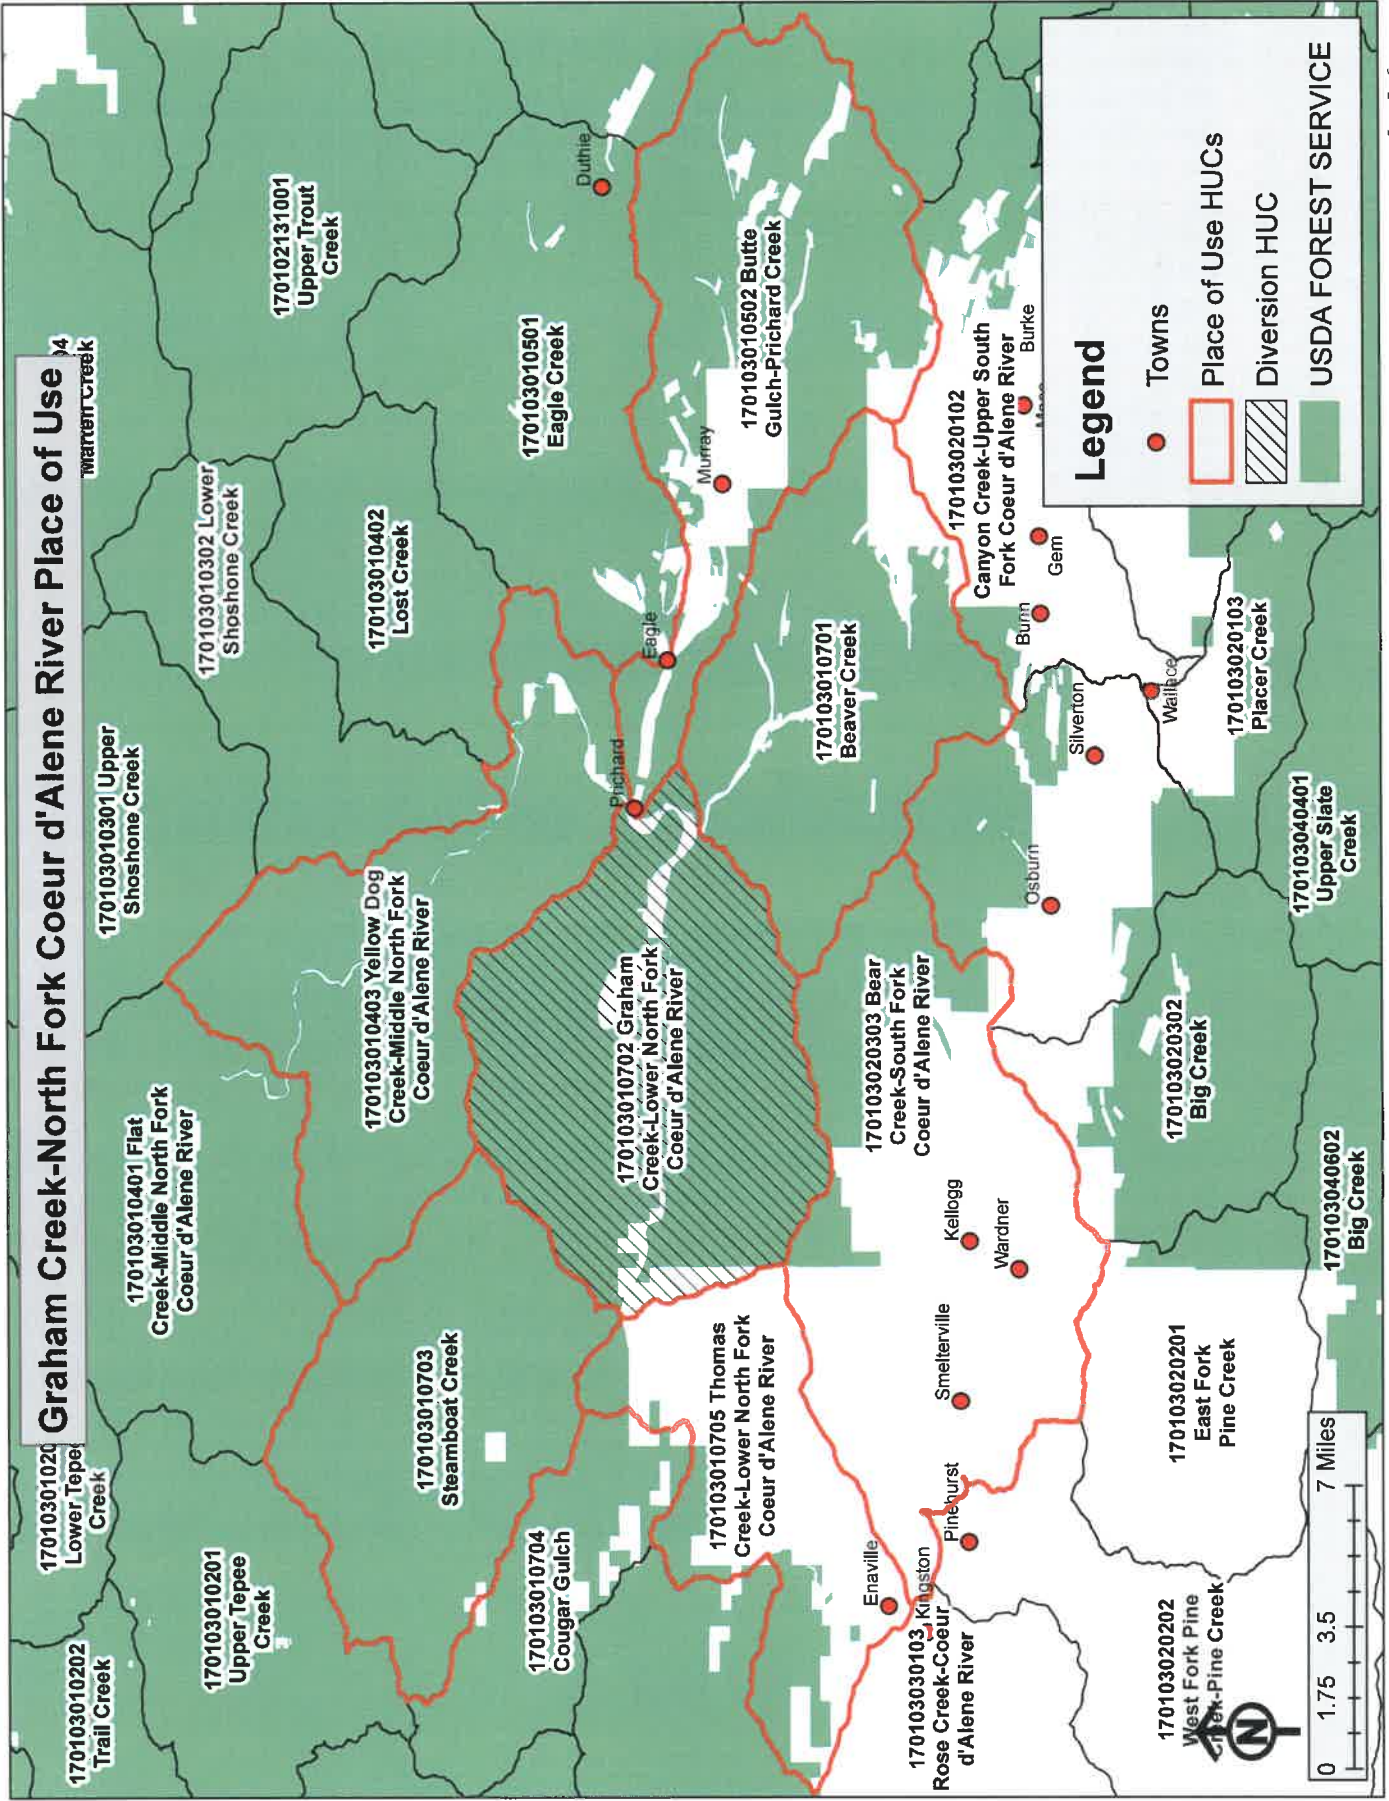 Graham Creek-North Fork Coeur d'Alene River Place of Use
170103010202
Trail Creek
Lower Tepee
Creek
170103010201
Upper Tepee
Creek
170103010401 Flat
Creek-Middle North Fork
Coeur d'Alene River
170103010301 Upper
Shoshone Creek
170103010302 Lower
Shoshone Creek
Marten Creek
170102131001
Upper Trout
Creek
170103010402
Lost Creek
170103010403 Yellow Dog
Creek-Middle North Fork
Coeur d'Alene River
170103010703
Steamboat Creek
170103010704
Cougar Gulch
170103010501
Eagle Creek
Duthie
Eagle
Prichard
Murray
170103010702 Graham
Creek-Lower North Fork
Coeur d'Alene River
170103010502 Butte
Gulch-Prichard Creek
170103010705 Thomas
Creek-Lower North Fork
Coeur d'Alene River
170103010701
Beaver Creek
170103020303 Bear
Creek-South Fork
Coeur d'Alene River
170103020102
Canyon Creek-Upper South
Fork Coeur d'Alene River
Enaville
Kingston
Pinehurst
Smelterville
Kellogg
Wardner
Osburn
Silverton
Wallace
Burke
Gem
170103030103
Rose Creek-Coeur
d'Alene River
170103020202
West Fork Pine
Creek-Pine Creek
170103020201
East Fork
Pine Creek
170103020302
Big Creek
170103020103
Placer Creek
170103040401
Upper Slate
Creek
170103040602
Big Creek
Legend
Towns
Place of Use HUCs
Diversion HUC
USDA FOREST SERVICE
N
0 1.75 3.5 7 Miles